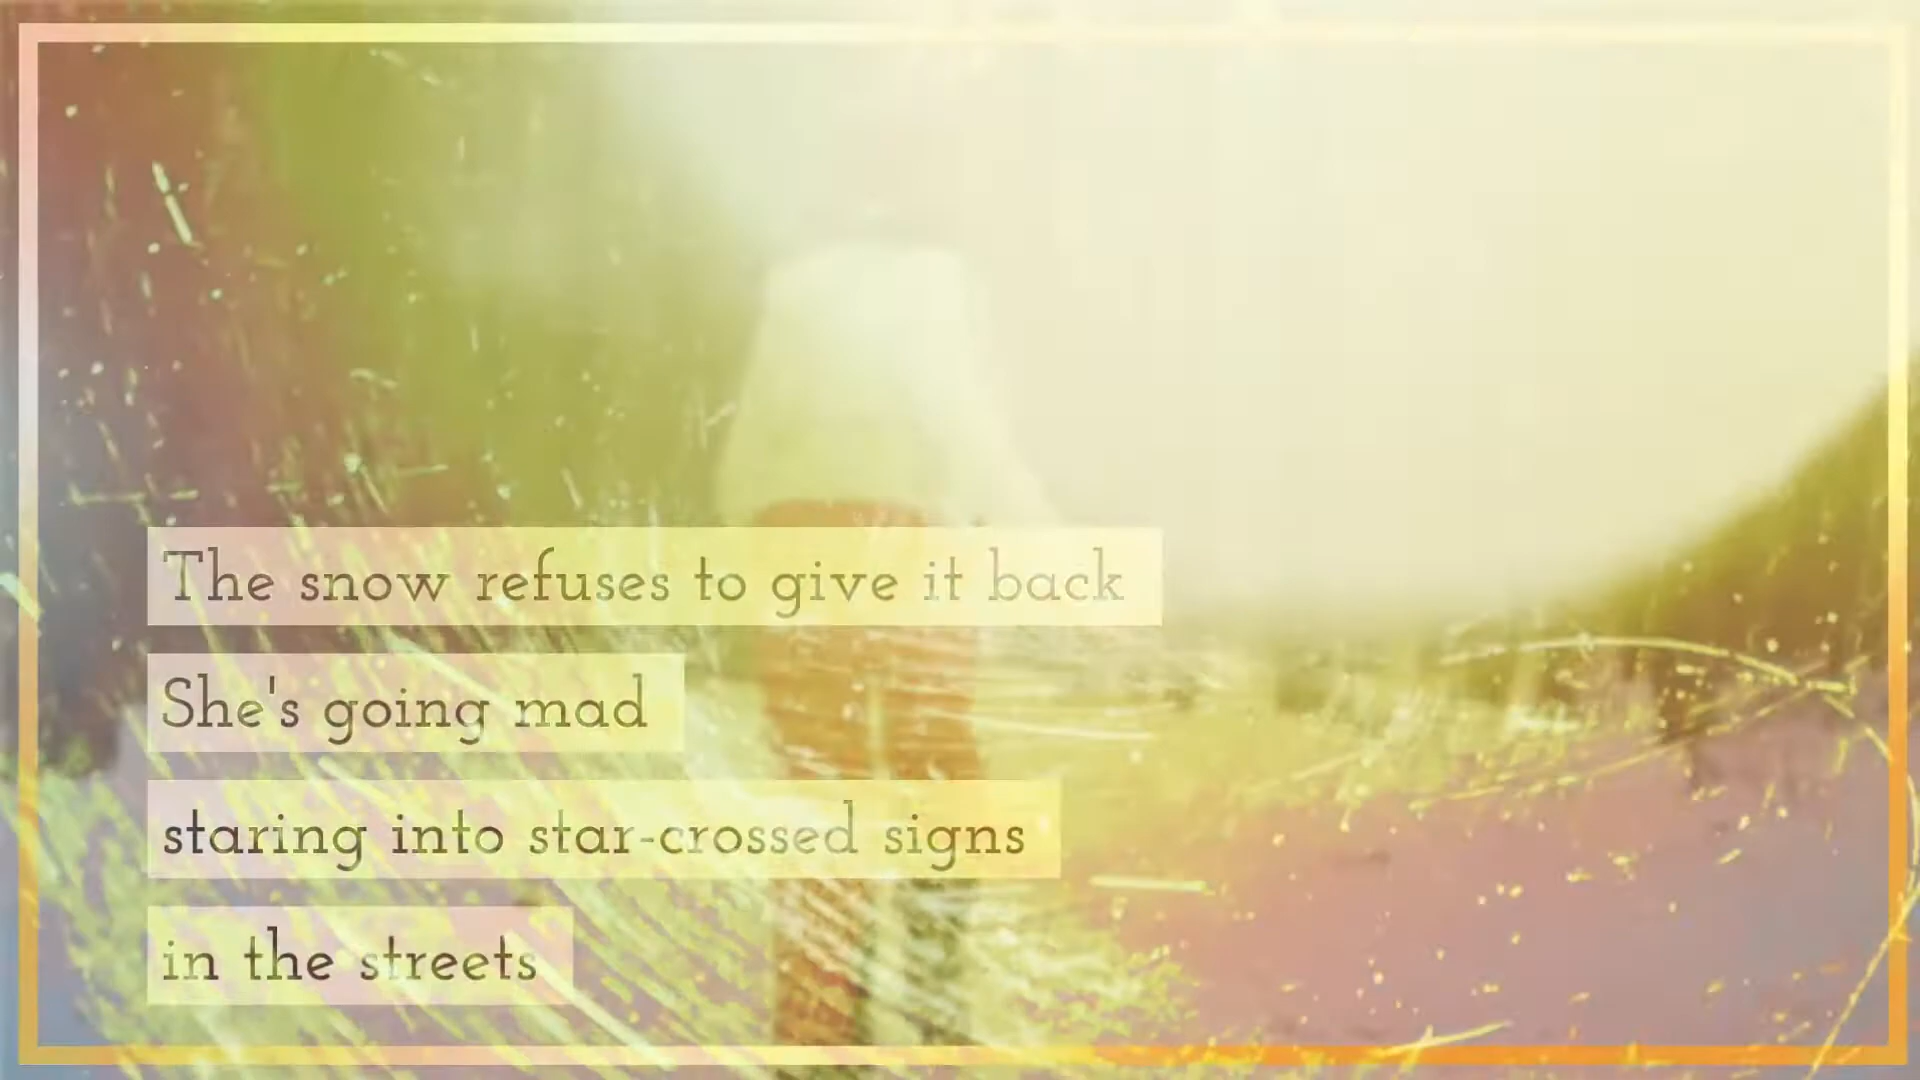 The snow refuses to give it back
She's going mad
staring into star-crossed signs
in the streets